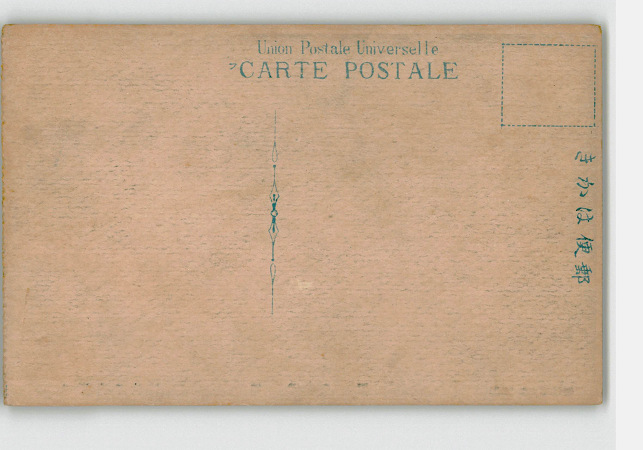 Union Postale Universelle
CARTE POSTALE
きかは便郵